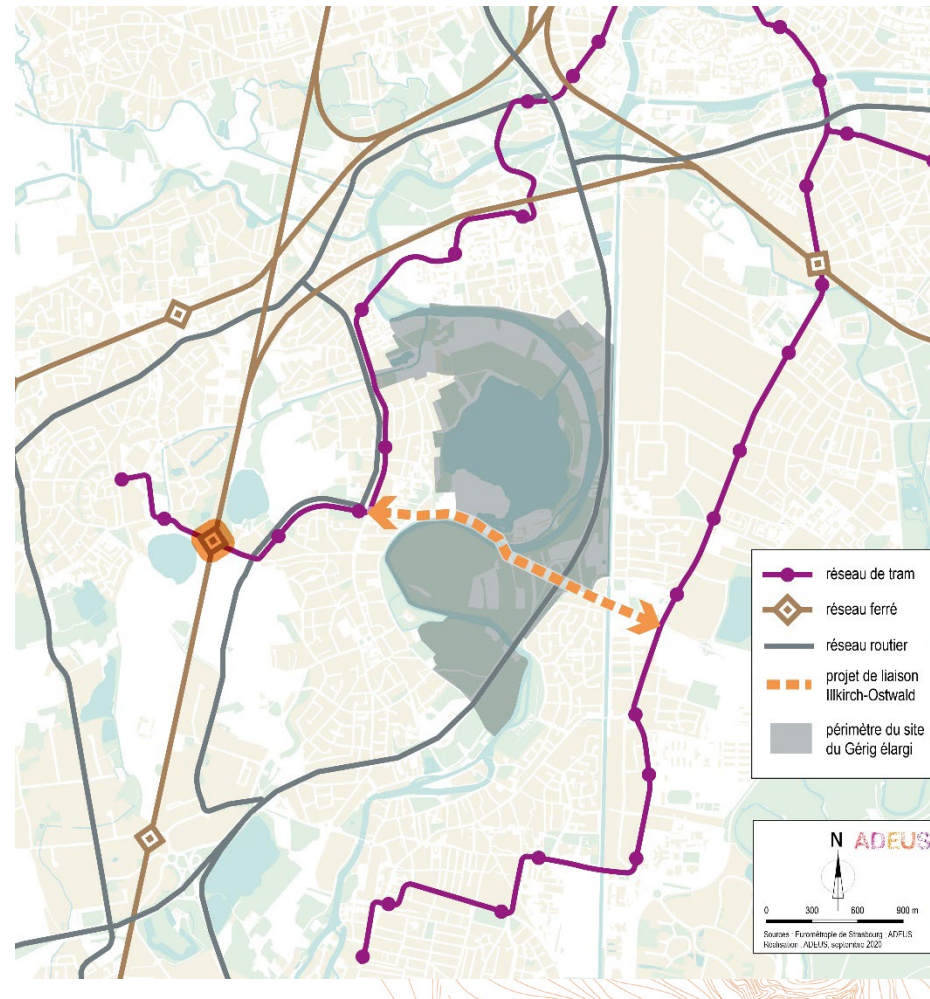 réseau de tram
réseau ferré
réseau routier
projet de liaison
Illkirch-Ostwald
périmètre du site
du Gérig élargi
N ADEUS
0 300 600 900 m
Sources : Eurométropole de Strasbourg ; ADEUS
Réalisation : ADEUS, septembre 2020